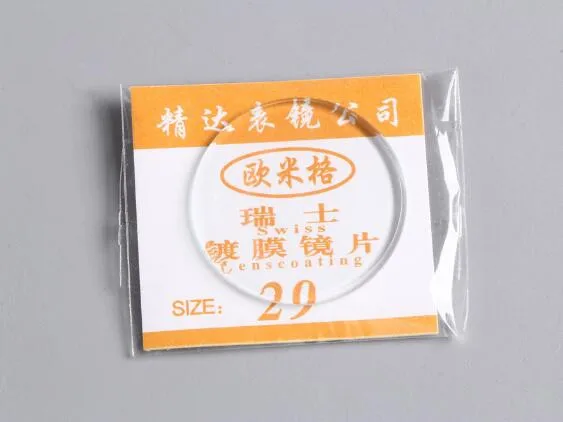 精达表镜公司
欧米格
瑞士
Swiss
镀膜镜片
Lenscoating
SIZE: 29